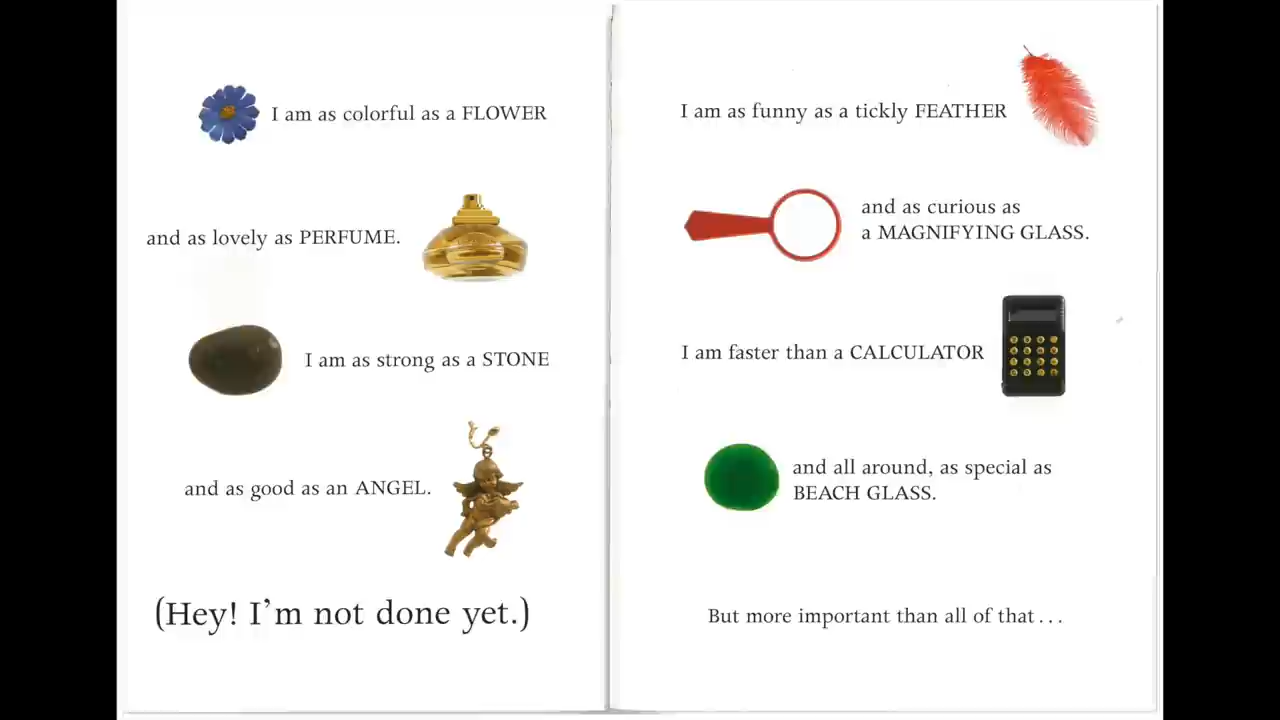 I am as colorful as a FLOWER
and as lovely as PERFUME.
I am as strong as a STONE
and as good as an ANGEL.
(Hey! I'm not done yet.)
I am as funny as a tickly FEATHER
and as curious as
a MAGNIFYING GLASS.
I am faster than a CALCULATOR
and all around, as special as
BEACH GLASS.
But more important than all of that...